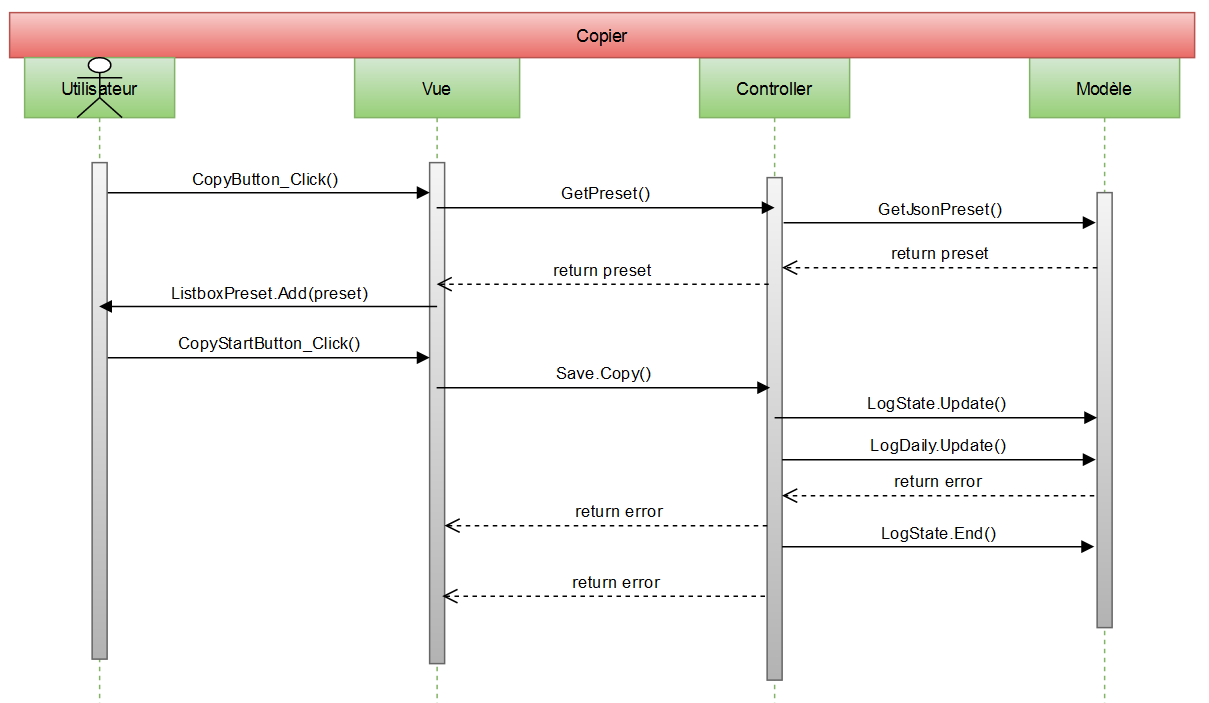 Copier
Utilisateur
Vue
Controller
Modèle
CopyButton_Click()
GetPreset()
GetJsonPreset()
return preset
return preset
ListboxPreset.Add(preset)
CopyStartButton_Click()
Save.Copy()
LogState.Update()
LogDaily.Update()
return error
return error
LogState.End()
return error